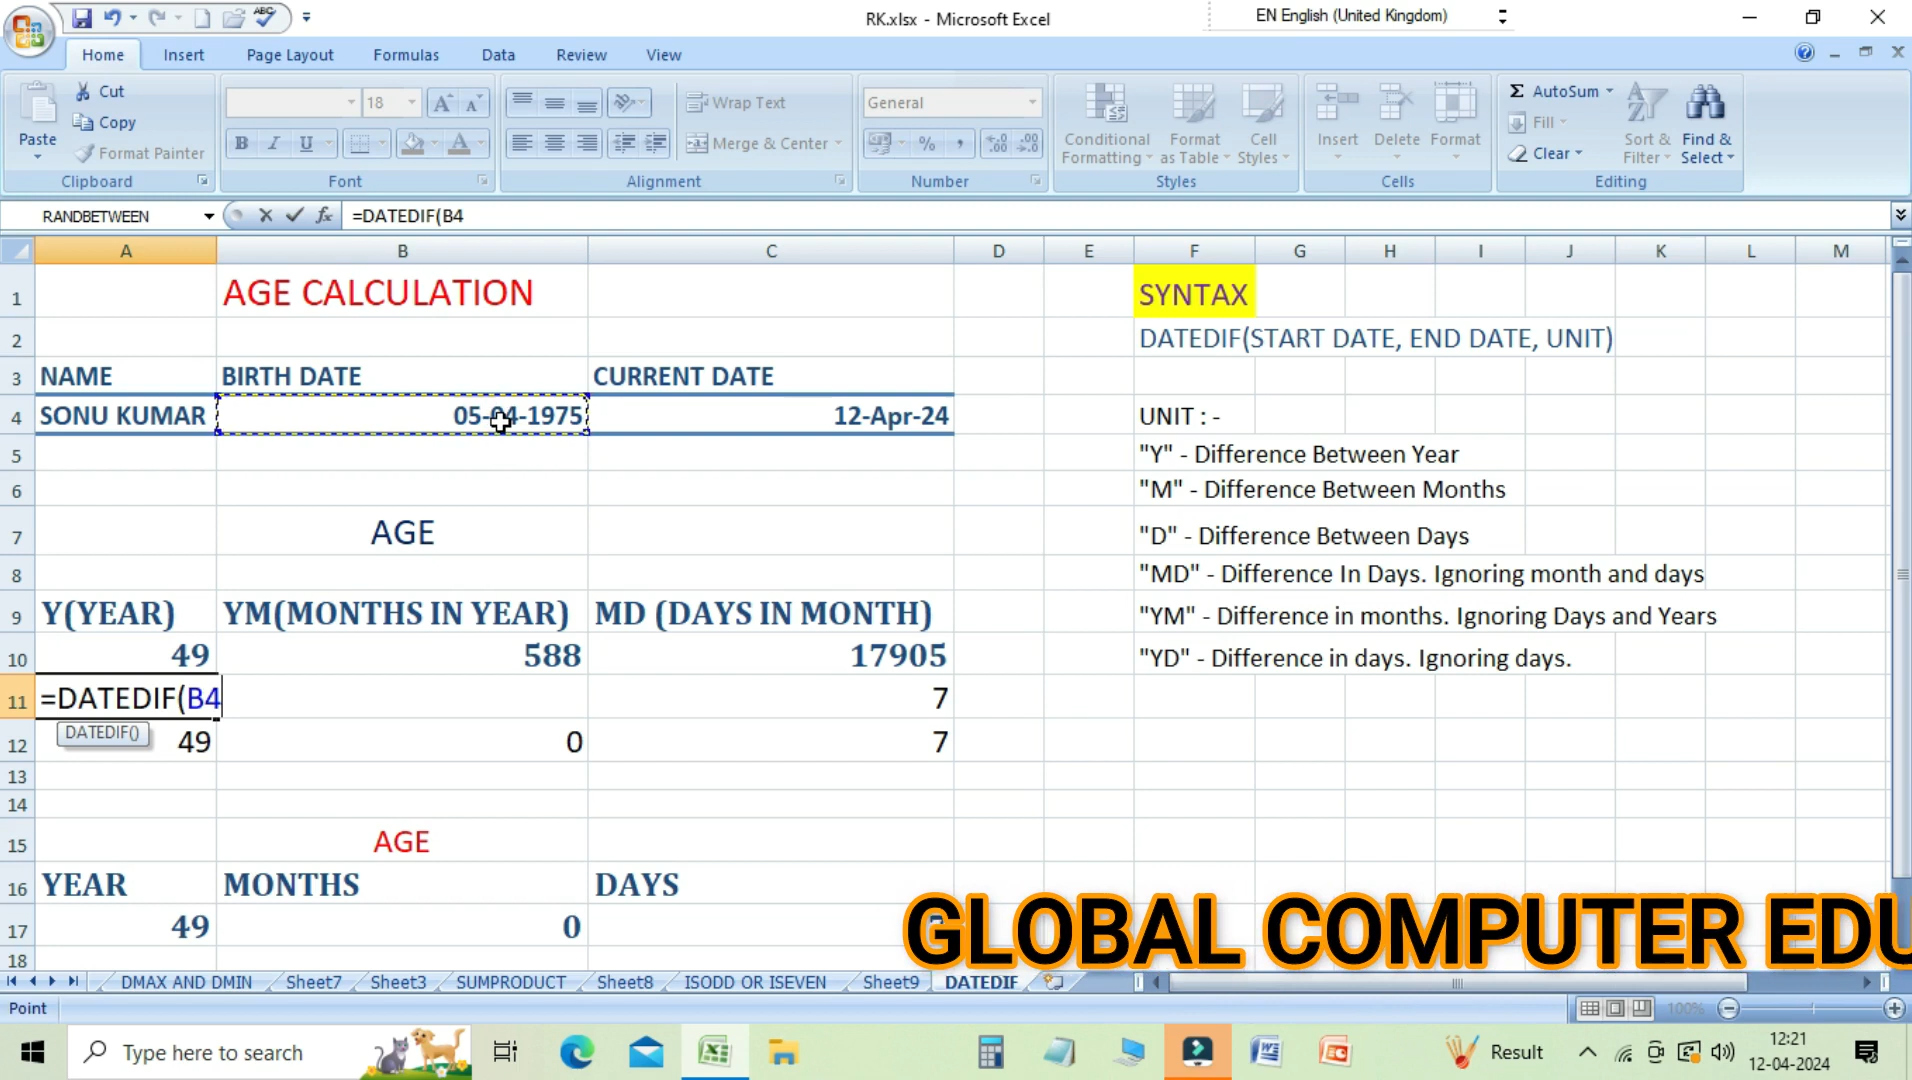 RK.xlsx - Microsoft Excel
EN English (United Kingdom)
Home Insert Page Layout Formulas Data Review View
Paste
Cut
Copy
Format Painter
Clipboard
18
B I U
Font
Wrap Text
Merge & Center
Alignment
General
Number
Conditional Formatting
Format as Table
Cell Styles
Styles
Insert
Delete
Format
Cells
AutoSum
Fill
Clear
Sort & Filter
Find & Select
Editing
RANDBETWEEN
=DATEDIF(B4
A B C D E F G H I J K L M
1 AGE CALCULATION SYNTAX
2 DATEDIF(START DATE, END DATE, UNIT)
3 NAME BIRTH DATE CURRENT DATE
4 SONU KUMAR 05-04-1975 12-Apr-24 UNIT : -
5 "Y" - Difference Between Year
6 "M" - Difference Between Months
7 AGE "D" - Difference Between Days
8 "MD" - Difference In Days. Ignoring month and days
9 Y(YEAR) YM(MONTHS IN YEAR) MD (DAYS IN MONTH) "YM" - Difference in months. Ignoring Days and Years
10 49 588 17905 "YD" - Difference in days. Ignoring days.
11 =DATEDIF(B4 7
DATEDIF()
12 49 0 7
13
14
15 AGE
16 YEAR MONTHS DAYS
17 49 0
18
GLOBAL COMPUTER EDU
DMAX AND DMIN Sheet7 Sheet3 SUMPRODUCT Sheet8 ISODD OR ISEVEN Sheet9 DATEDIF
Point
100%
Type here to search
Result
12:21
12-04-2024